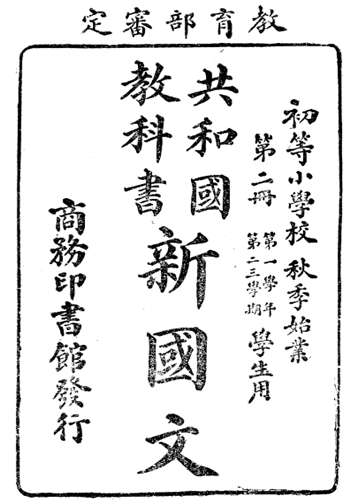 教育部審定
初等小學校秋季始業
第二冊 第一學年第二三學期 學生用
共和國
教科書
新國文
商務印書館發行